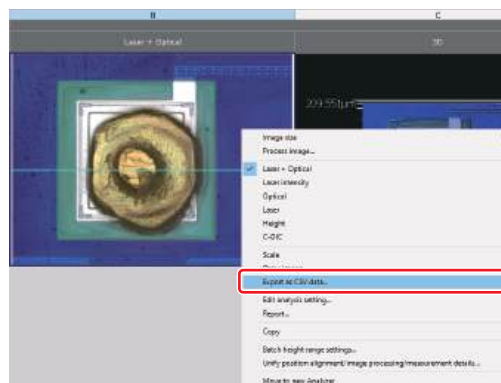 B
C
Laser + Optical
3D
209.551μm
Image size
Process image...
Laser + Optical
Laser intensity
Optical
Laser
Height
C-DIC
Scale
Export as CSV data...
Edit analysis setting...
Report...
Copy
Batch height range settings...
Unify position alignment/image processing/measurement details...
Move to new Analyzer